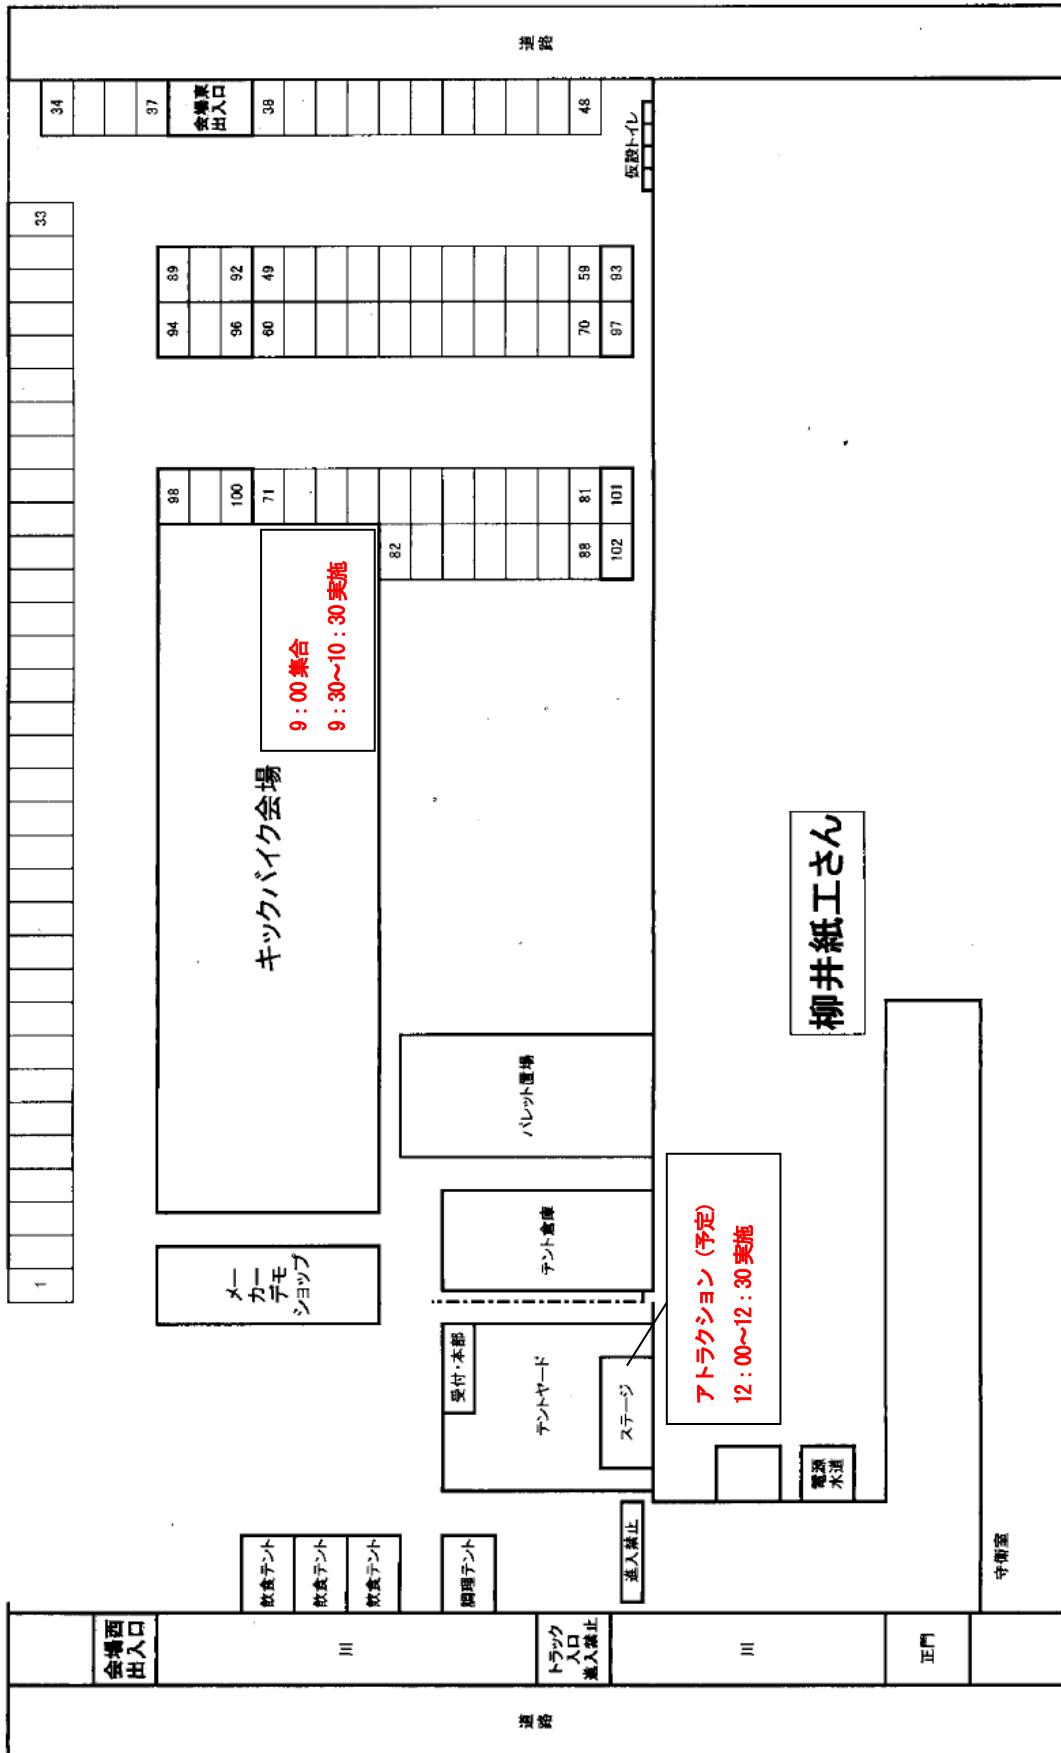 道路
34
37
会場東
出入口
38
48
仮設トイレ
33
89
92
49
59
93
94
96
60
70
97
98
100
71
81
101
82
88
102
9：00 集合
9：30～10：30 実施
キックバイク会場
柳井紙工さん
パレット置場
テント倉庫
メー
カー
デモ
ショップ
1
アトラクション（予定）
12：00～12：30 実施
受付・本部
テントヤード
ステージ
電源
水道
飲食テント
飲食テント
飲食テント
調理テント
進入禁止
守衛室
会場西
出入口
川
トラック
入口
進入禁止
川
正門
道路